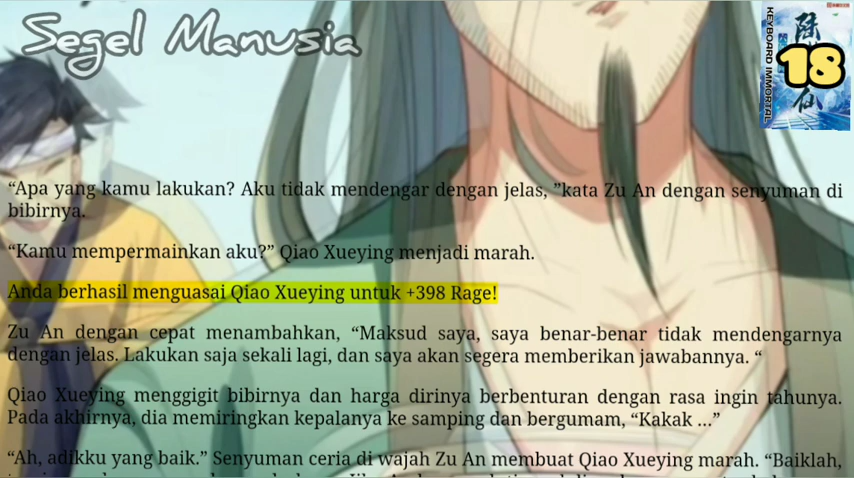 Segel Manusia
KEYBOARD IMMORTAL
18
“Apa yang kamu lakukan? Aku tidak mendengar dengan jelas, ”kata Zu An dengan senyuman di
bibirnya.
“Kamu mempermainkan aku?” Qiao Xueying menjadi marah.
Anda berhasil menguasai Qiao Xueying untuk +398 Rage!
Zu An dengan cepat menambahkan, “Maksud saya, saya benar-benar tidak mendengarnya
dengan jelas. Lakukan saja sekali lagi, dan saya akan segera memberikan jawabannya. “
Qiao Xueying menggigit bibirnya dan harga dirinya berbenturan dengan rasa ingin tahunya.
Pada akhirnya, dia memiringkan kepalanya ke samping dan bergumam, “Kakak …”
“Ah, adikku yang baik.” Senyuman ceria di wajah Zu An membuat Qiao Xueying marah. “Baiklah,